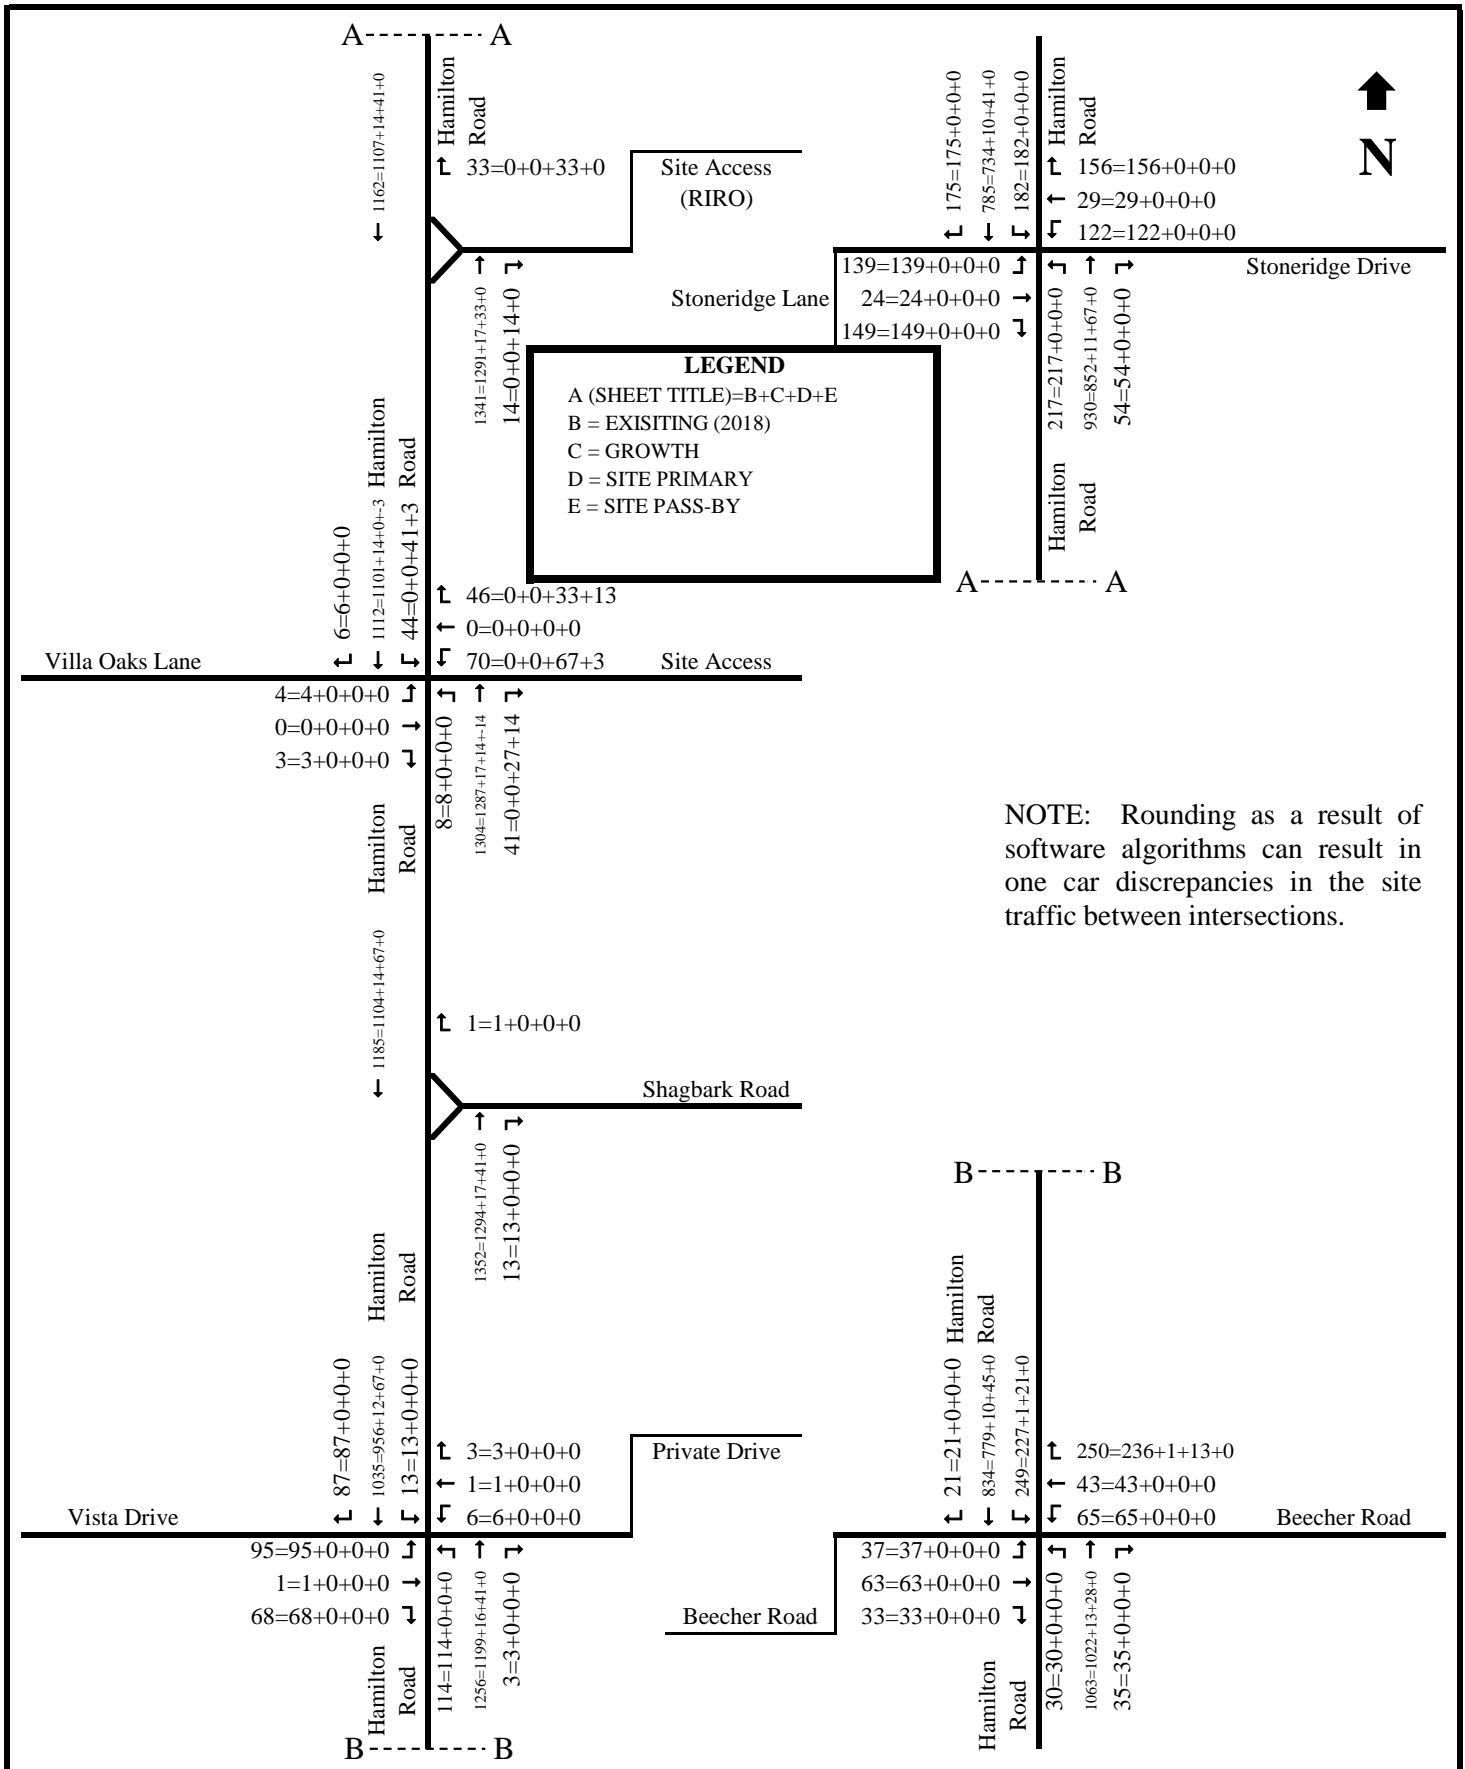 A A
1162=1107+14+41+0
Hamilton
Road
33=0+0+33+0
Site Access
(RIRO)
1341=1291+17+33+0
14=0+0+14+0
175=175+0+0+0
785=734+10+41+0
182=182+0+0+0
Hamilton
Road
156=156+0+0+0
29=29+0+0+0
122=122+0+0+0
N
139=139+0+0+0
24=24+0+0+0
149=149+0+0+0
Stoneridge Lane
Stoneridge Drive
217=217+0+0+0
930=852+11+67+0
54=54+0+0+0
Hamilton
Road
A A
LEGEND
A (SHEET TITLE)=B+C+D+E
B = EXISITING (2018)
C = GROWTH
D = SITE PRIMARY
E = SITE PASS-BY
Hamilton
Road
6=6+0+0+0
1112=1101+14+0+-3
44=0+0+41+3
46=0+0+33+13
0=0+0+0+0
70=0+0+67+3
Villa Oaks Lane
Site Access
4=4+0+0+0
0=0+0+0+0
3=3+0+0+0
8=8+0+0+0
1304=1287+17+14+-14
41=0+0+27+14
Hamilton
Road
NOTE: Rounding as a result of
software algorithms can result in
one car discrepancies in the site
traffic between intersections.
1185=1104+14+67+0
1=1+0+0+0
Shagbark Road
1352=1294+17+41+0
13=13+0+0+0
Hamilton
Road
87=87+0+0+0
1035=956+12+67+0
13=13+0+0+0
3=3+0+0+0
1=1+0+0+0
6=6+0+0+0
Private Drive
Vista Drive
95=95+0+0+0
1=1+0+0+0
68=68+0+0+0
114=114+0+0+0
1256=1199+16+41+0
3=3+0+0+0
Hamilton
Road
B B
B B
Hamilton
Road
21=21+0+0+0
834=779+10+45+0
249=227+1+21+0
250=236+1+13+0
43=43+0+0+0
65=65+0+0+0
Beecher Road
37=37+0+0+0
63=63+0+0+0
33=33+0+0+0
Beecher Road
30=30+0+0+0
1063=1022+13+28+0
35=35+0+0+0
Hamilton
Road